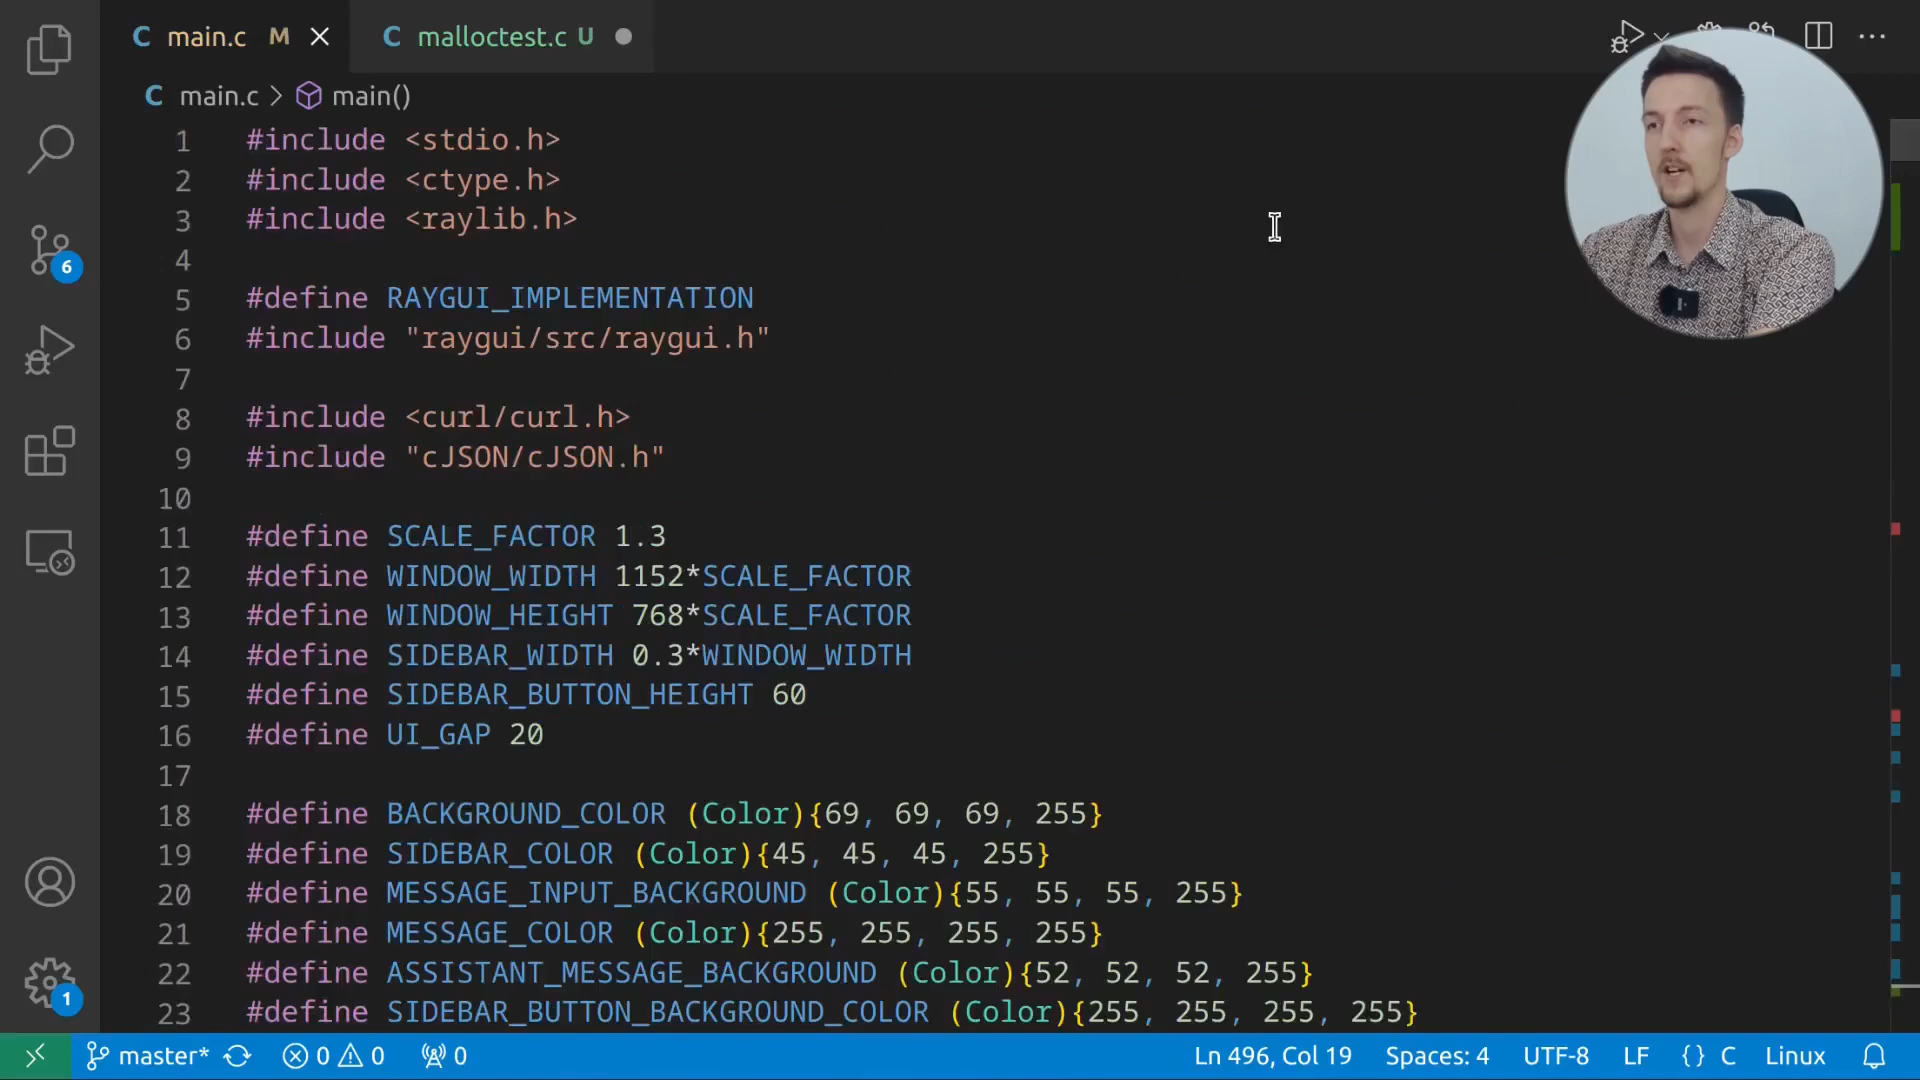 C main.c M
C malloctest.c U
C main.c > main()
1 #include <stdio.h>
2 #include <ctype.h>
3 #include <raylib.h>
4
5 #define RAYGUI_IMPLEMENTATION
6 #include "raygui/src/raygui.h"
7
8 #include <curl/curl.h>
9 #include "cJSON/cJSON.h"
10
11 #define SCALE_FACTOR 1.3
12 #define WINDOW_WIDTH 1152*SCALE_FACTOR
13 #define WINDOW_HEIGHT 768*SCALE_FACTOR
14 #define SIDEBAR_WIDTH 0.3*WINDOW_WIDTH
15 #define SIDEBAR_BUTTON_HEIGHT 60
16 #define UI_GAP 20
17
18 #define BACKGROUND_COLOR (Color){69, 69, 69, 255}
19 #define SIDEBAR_COLOR (Color){45, 45, 45, 255}
20 #define MESSAGE_INPUT_BACKGROUND (Color){55, 55, 55, 255}
21 #define MESSAGE_COLOR (Color){255, 255, 255, 255}
22 #define ASSISTANT_MESSAGE_BACKGROUND (Color){52, 52, 52, 255}
23 #define SIDEBAR_BUTTON_BACKGROUND_COLOR (Color){255, 255, 255, 255}
6
1
master* 0 0 0 Ln 496, Col 19 Spaces: 4 UTF-8 LF {} C Linux